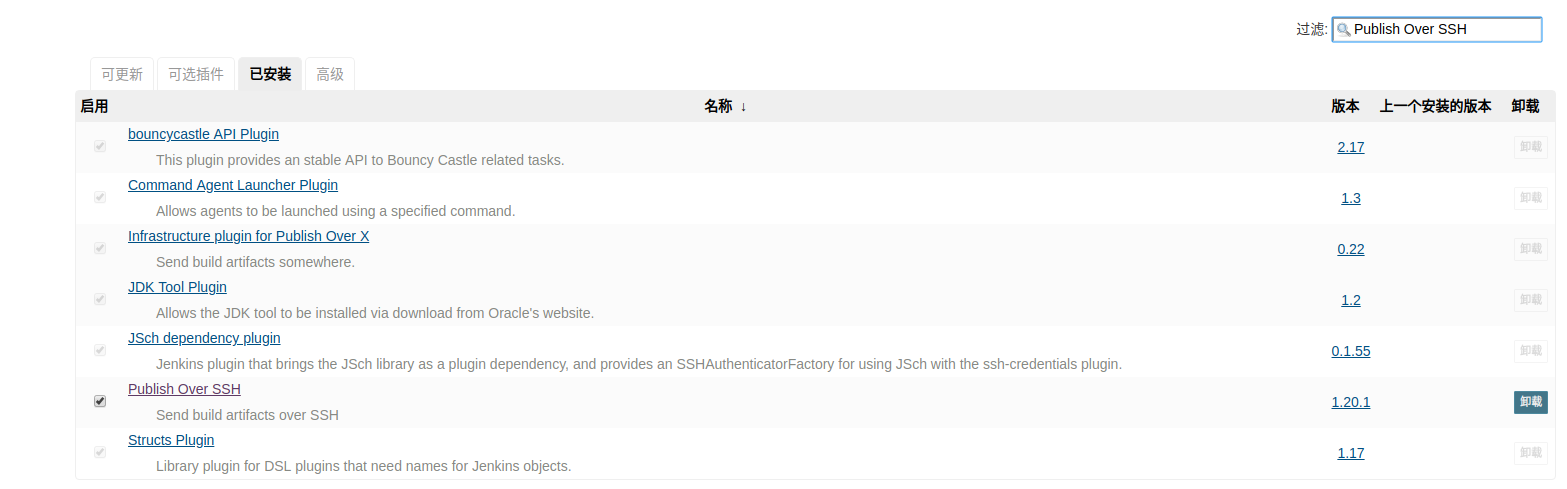 过滤: Publish Over SSH
可更新 可选插件 已安装 高级
启用 名称 ↓ 版本 上一个安装的版本 卸载
bouncycastle API Plugin
This plugin provides an stable API to Bouncy Castle related tasks.
2.17 卸载
Command Agent Launcher Plugin
Allows agents to be launched using a specified command.
1.3 卸载
Infrastructure plugin for Publish Over X
Send build artifacts somewhere.
0.22 卸载
JDK Tool Plugin
Allows the JDK tool to be installed via download from Oracle's website.
1.2 卸载
JSch dependency plugin
Jenkins plugin that brings the JSch library as a plugin dependency, and provides an SSHAuthenticatorFactory for using JSch with the ssh-credentials plugin.
0.1.55 卸载
Publish Over SSH
Send build artifacts over SSH
1.20.1 卸载
Structs Plugin
Library plugin for DSL plugins that need names for Jenkins objects.
1.17 卸载